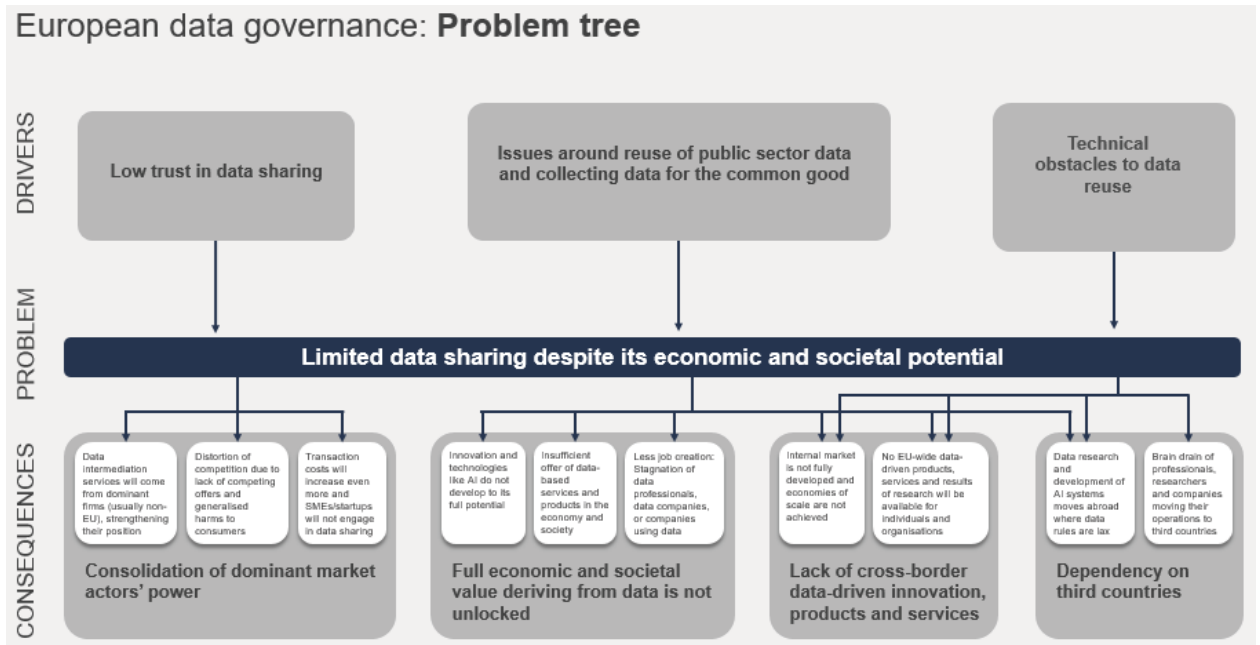 European data governance: Problem tree
DRIVERS
Low trust in data sharing
Issues around reuse of public sector data
and collecting data for the common good
Technical
obstacles to data
reuse
PROBLEM
Limited data sharing despite its economic and societal potential
CONSEQUENCES
Data
intermediation
services will come
from dominant
firms (usually non-
EU), strengthening
their position
Distortion of
competition due to
lack of competing
offers and
generalised
harms to
consumers
Transaction
costs will
increase even
more and
SMEs/startups
will not engage
in data sharing
Consolidation of dominant market
actors' power
Innovation and
technologies
like AI do not
develop to its
full potential
Insufficient
offer of data-
based
services and
products in the
economy and
society
Less job creation:
Stagnation of
data
professionals,
data companies,
or companies
using data
Full economic and societal
value deriving from data is not
unlocked
Internal market
is not fully
developed and
economies of
scale are not
achieved
No EU-wide data-
driven products,
services and results
of research will be
available for
individuals and
organisations
Lack of cross-border
data-driven innovation,
products and services
Data research
and
development of
AI systems
moves abroad
where data
rules are lax
Brain drain of
professionals,
researchers
and companies
moving their
operations to
third countries
Dependency on
third countries